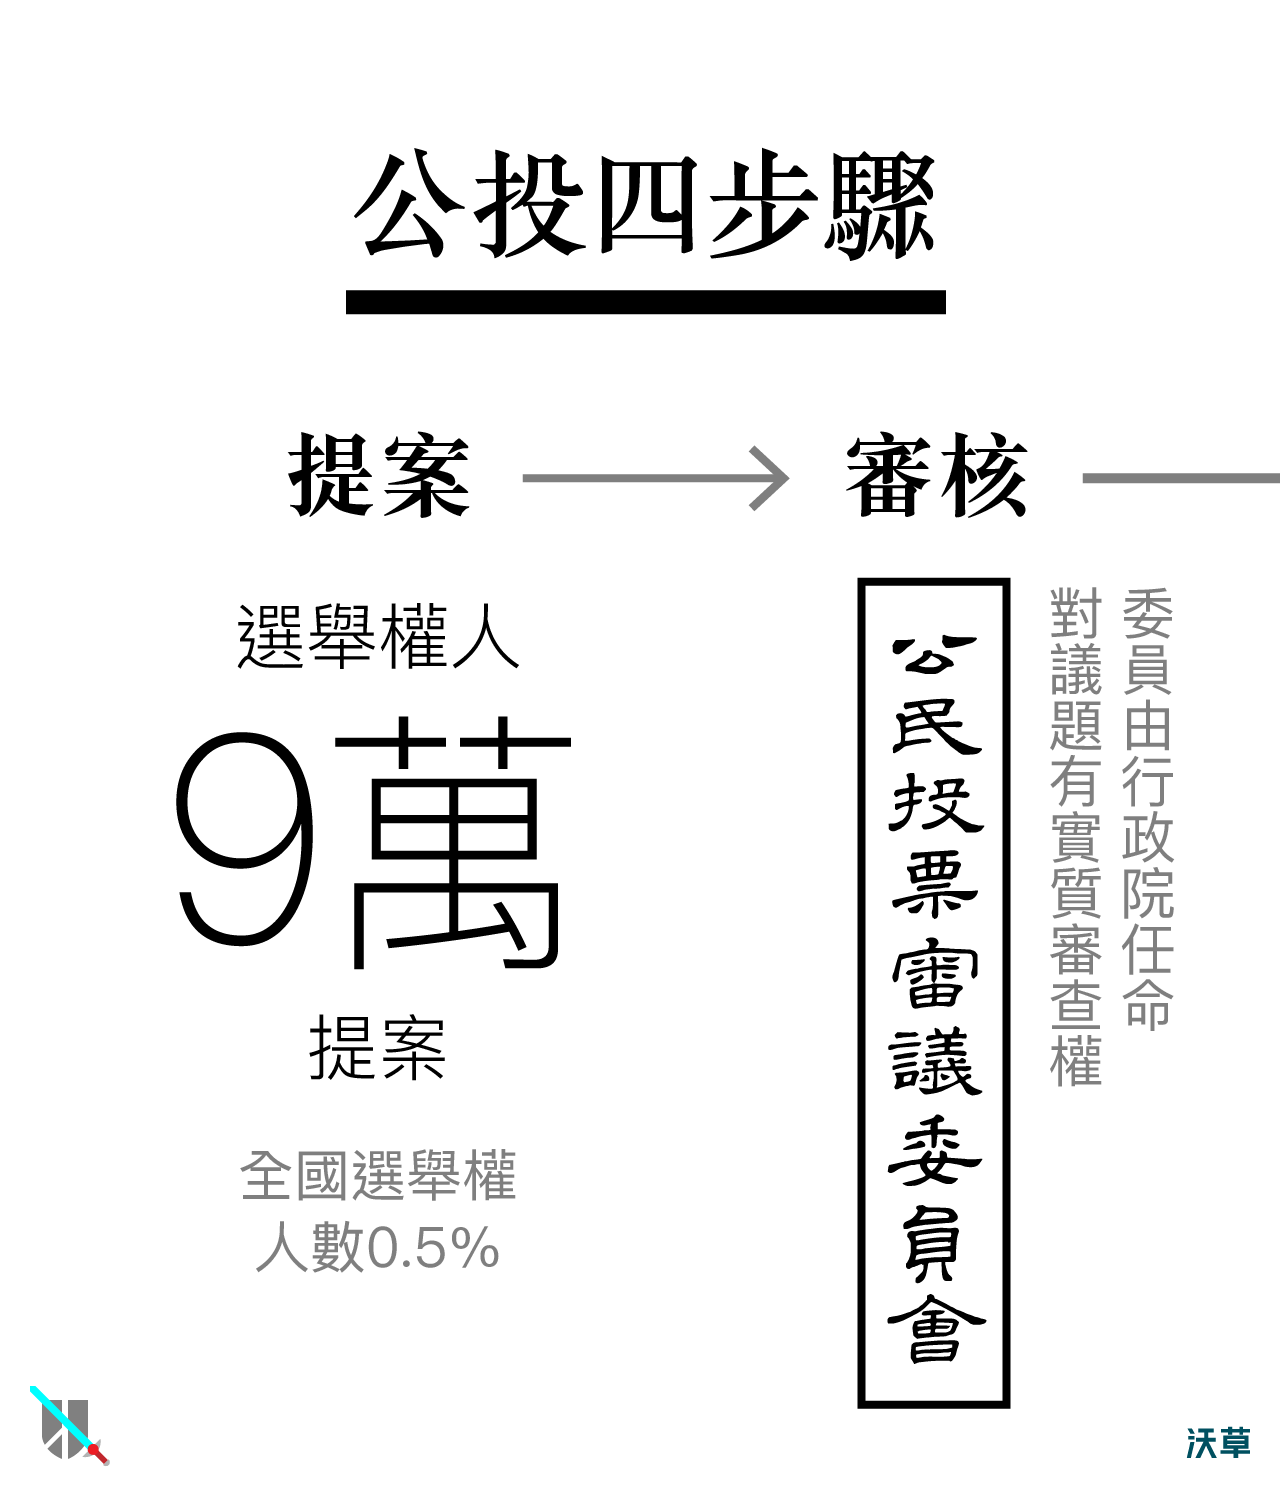 公投四步驟
提案
審核
選舉權人
9萬
提案
全國選舉權
人數0.5%
公民投票審議委員會
委員由行政院任命
對議題有實質審查權
沃草